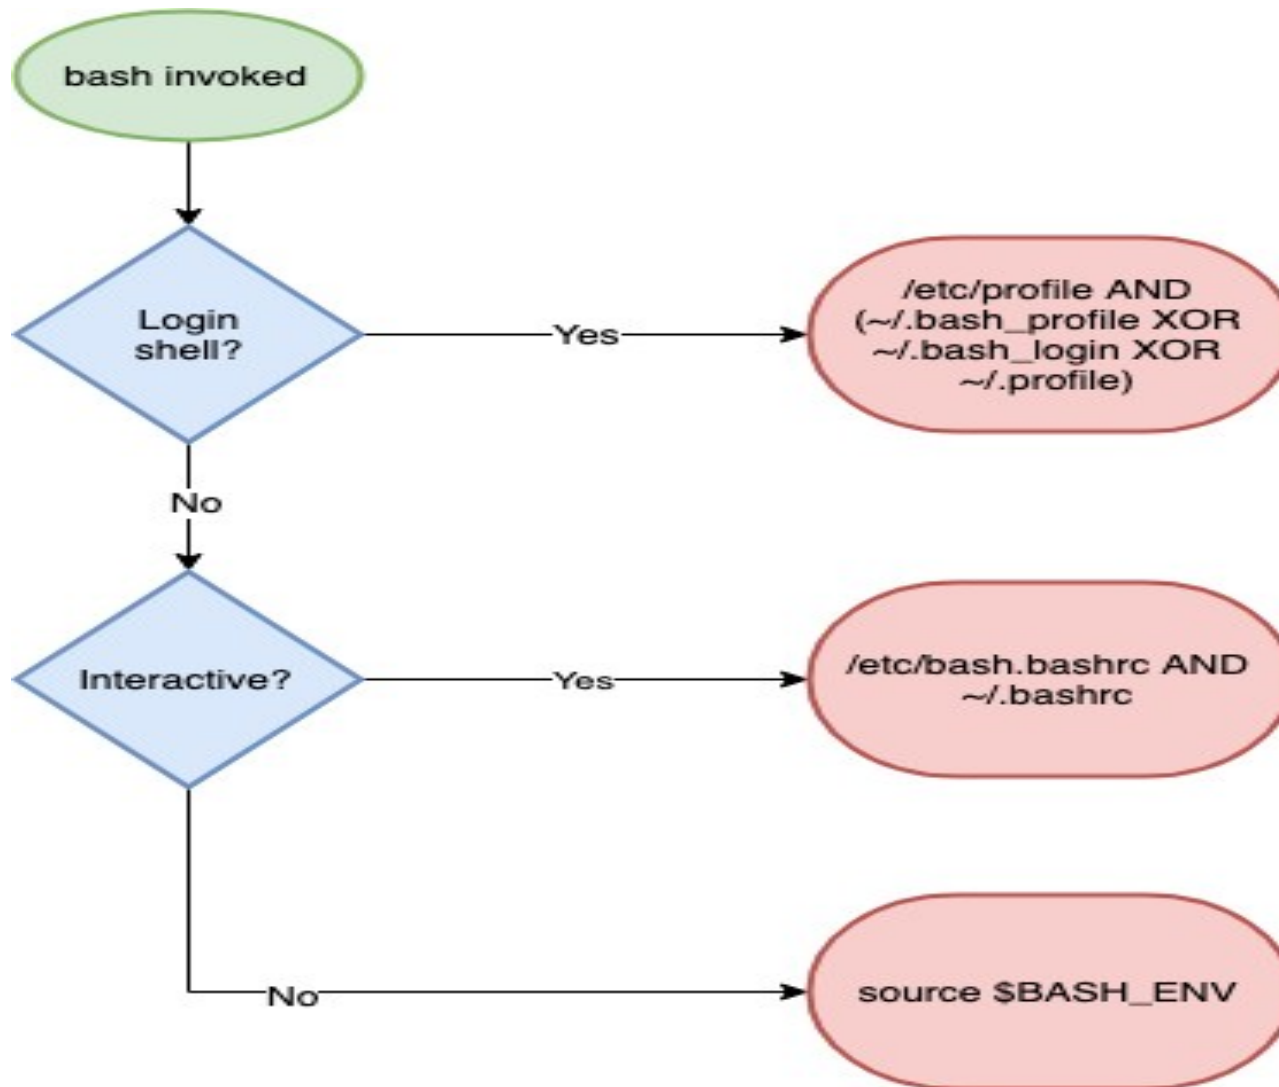 bash invoked
Login
shell?
Yes
/etc/profile AND
(~/.bash_profile XOR
~/.bash_login XOR
~/.profile)
No
Interactive?
Yes
/etc/bash.bashrc AND
~/.bashrc
No
source $BASH_ENV